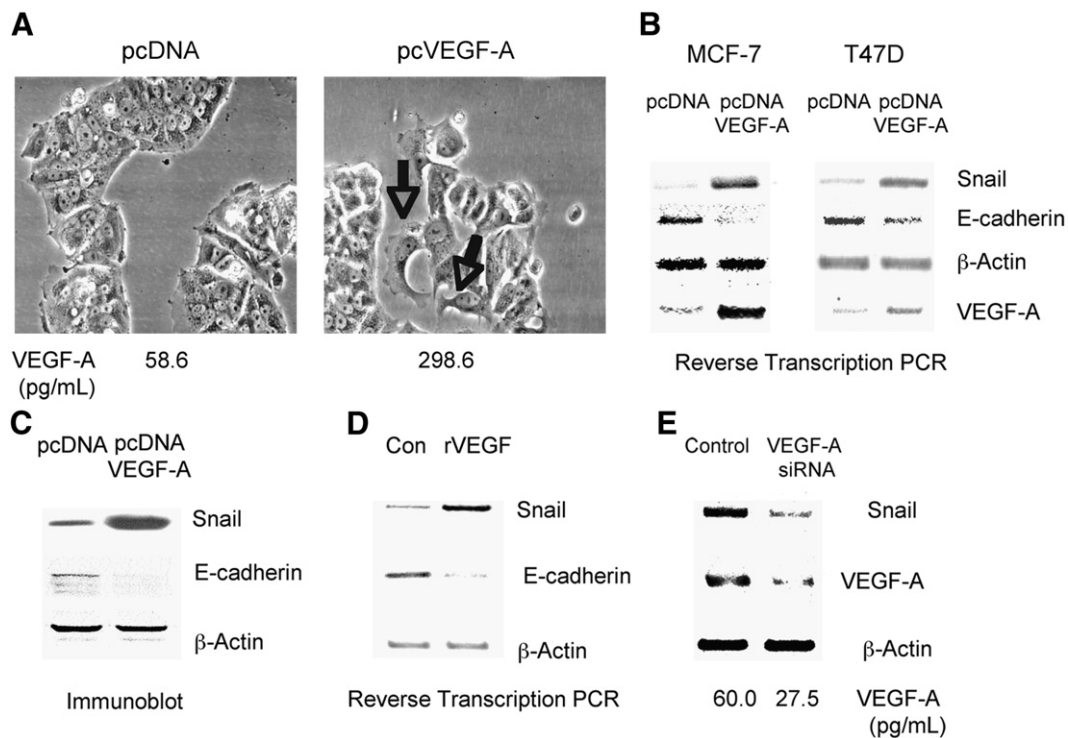 A
pcDNA
pcVEGF-A
VEGF-A
(pg/mL)
58.6
298.6
B
MCF-7
T47D
pcDNA
pcDNA
VEGF-A
pcDNA
pcDNA
VEGF-A
Snail
E-cadherin
β-Actin
VEGF-A
Reverse Transcription PCR
C
pcDNA
pcDNA
VEGF-A
Snail
E-cadherin
β-Actin
Immunoblot
D
Con
rVEGF
Snail
E-cadherin
β-Actin
Reverse Transcription PCR
E
Control
VEGF-A
siRNA
Snail
VEGF-A
β-Actin
60.0
27.5
VEGF-A
(pg/mL)